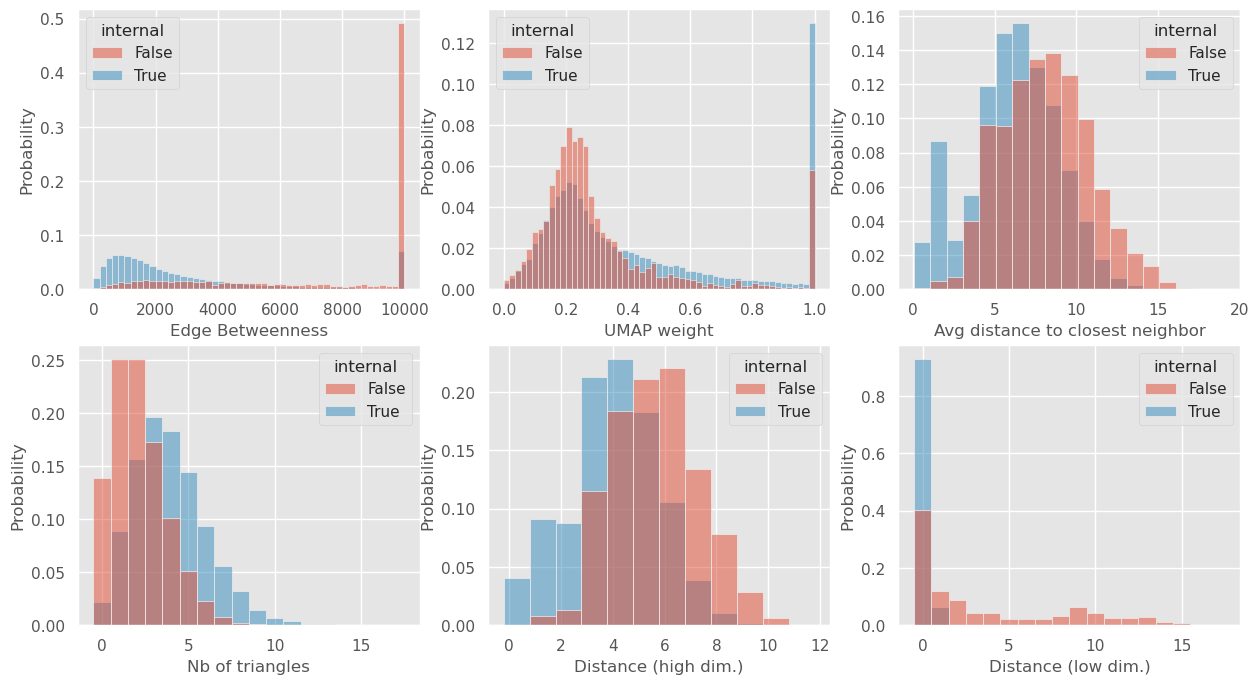 0.5
0.4
0.3
0.2
0.1
0.0
Probability
internal
False
True
0 2000 4000 6000 8000 10000
Edge Betweenness
0.12
0.10
0.08
0.06
0.04
0.02
0.00
Probability
internal
False
True
0.0 0.2 0.4 0.6 0.8 1.0
UMAP weight
0.16
0.14
0.12
0.10
0.08
0.06
0.04
0.02
0.00
Probability
internal
False
True
0 5 10 15 20
Avg distance to closest neighbor
0.25
0.20
0.15
0.10
0.05
0.00
Probability
internal
False
True
0 5 10 15
Nb of triangles
0.20
0.15
0.10
0.05
0.00
Probability
internal
False
True
0 2 4 6 8 10 12
Distance (high dim.)
0.8
0.6
0.4
0.2
0.0
Probability
internal
False
True
0 5 10 15
Distance (low dim.)